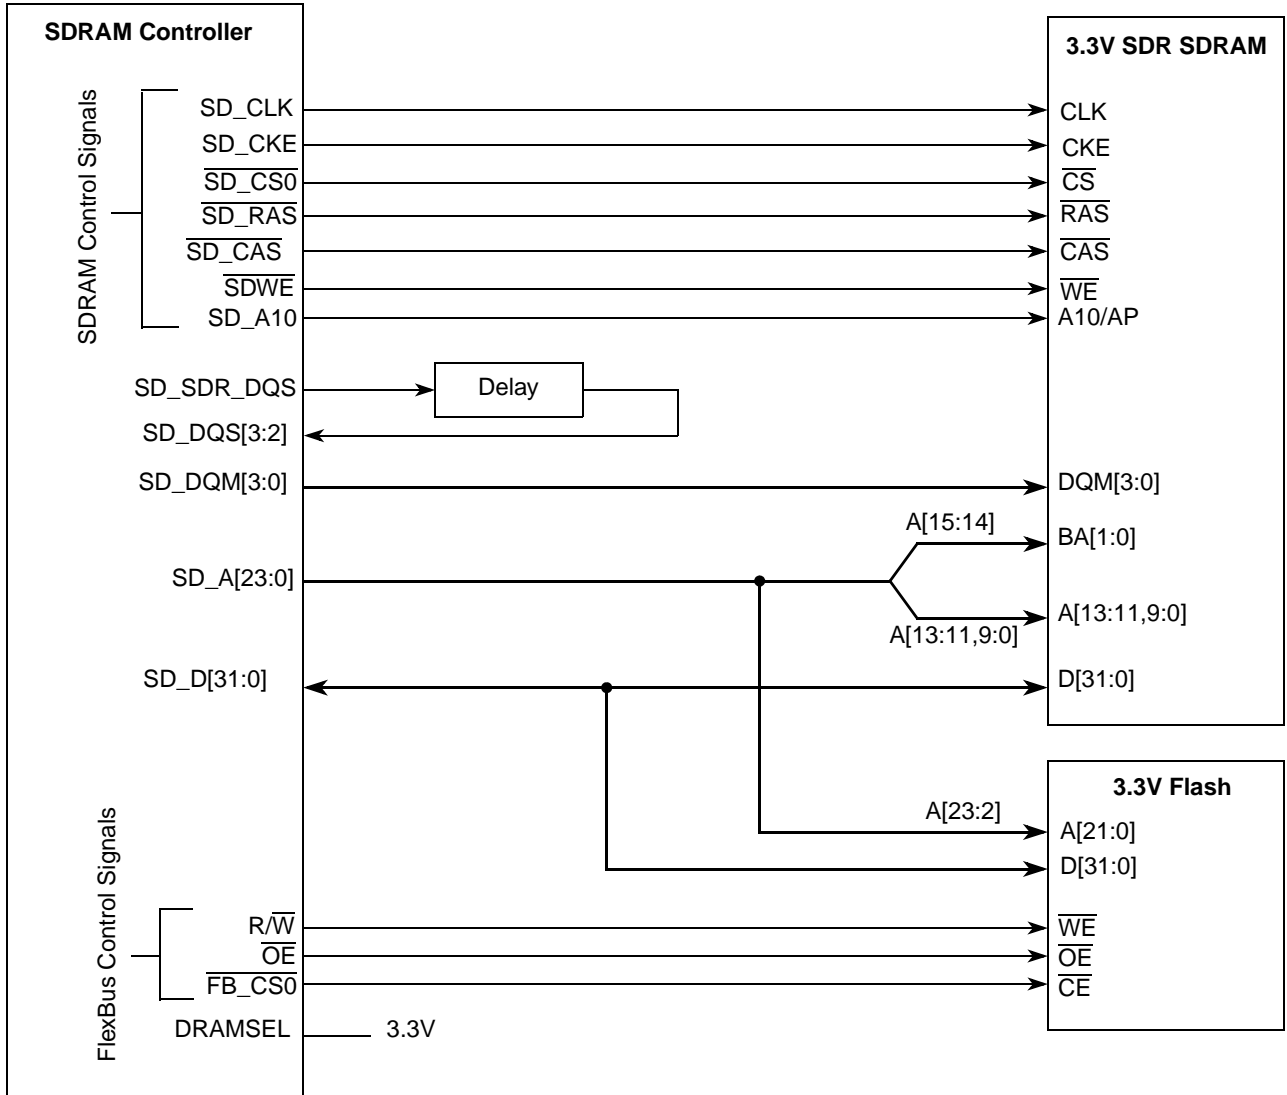 SDRAM Controller
3.3V SDR SDRAM
SDRAM Control Signals
SD_CLK
CLK
SD_CKE
CKE
SD_CS0
CS
SD_RAS
RAS
SD_CAS
CAS
SDWE
WE
SD_A10
A10/AP
SD_SDR_DQS
Delay
SD_DQS[3:2]
SD_DQM[3:0]
DQM[3:0]
A[15:14]
BA[1:0]
SD_A[23:0]
A[13:11,9:0]
A[13:11,9:0]
SD_D[31:0]
D[31:0]
3.3V Flash
A[23:2]
A[21:0]
D[31:0]
FlexBus Control Signals
R/W
WE
OE
OE
FB_CS0
CE
DRAMSEL
3.3V